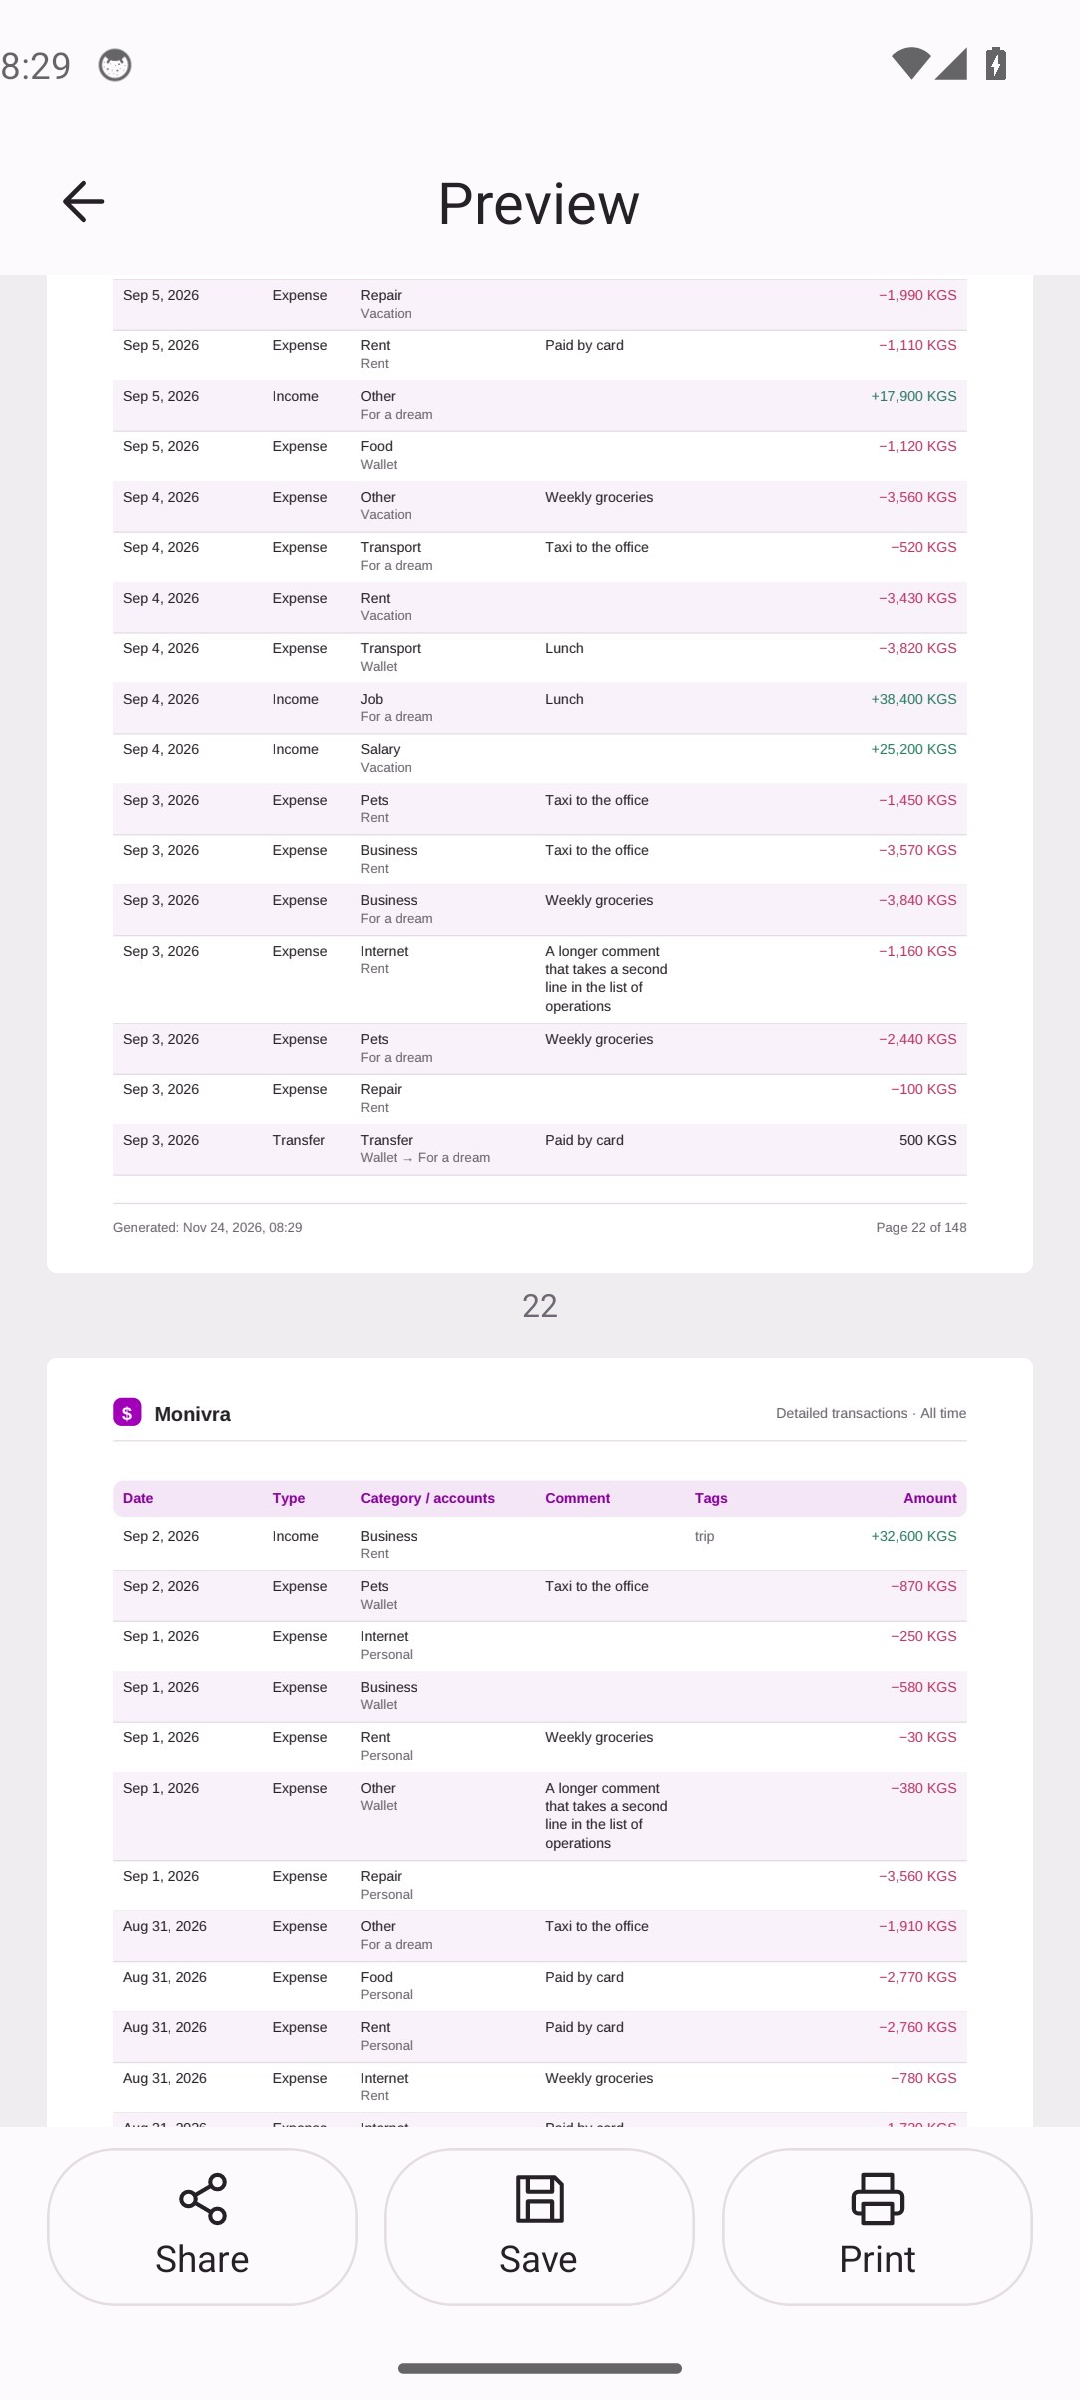 8:29
Preview
Sep 5, 2026 Expense Repair −1,990 KGS
Vacation
Sep 5, 2026 Expense Rent Paid by card −1,110 KGS
Rent
Sep 5, 2026 Income Other +17,900 KGS
For a dream
Sep 5, 2026 Expense Food −1,120 KGS
Wallet
Sep 4, 2026 Expense Other Weekly groceries −3,560 KGS
Vacation
Sep 4, 2026 Expense Transport Taxi to the office −520 KGS
For a dream
Sep 4, 2026 Expense Rent −3,430 KGS
Vacation
Sep 4, 2026 Expense Transport Lunch −3,820 KGS
Wallet
Sep 4, 2026 Income Job Lunch +38,400 KGS
For a dream
Sep 4, 2026 Income Salary +25,200 KGS
Vacation
Sep 3, 2026 Expense Pets Taxi to the office −1,450 KGS
Rent
Sep 3, 2026 Expense Business Taxi to the office −3,570 KGS
Rent
Sep 3, 2026 Expense Business Weekly groceries −3,840 KGS
For a dream
Sep 3, 2026 Expense Internet A longer comment −1,160 KGS
Rent that takes a second
line in the list of
operations
Sep 3, 2026 Expense Pets Weekly groceries −2,440 KGS
For a dream
Sep 3, 2026 Expense Repair −100 KGS
Rent
Sep 3, 2026 Transfer Transfer Paid by card 500 KGS
Wallet → For a dream
Generated: Nov 24, 2026, 08:29 Page 22 of 148
22
$ Monivra Detailed transactions · All time
Date Type Category / accounts Comment Tags Amount
Sep 2, 2026 Income Business trip +32,600 KGS
Rent
Sep 2, 2026 Expense Pets Taxi to the office −870 KGS
Wallet
Sep 1, 2026 Expense Internet −250 KGS
Personal
Sep 1, 2026 Expense Business −580 KGS
Wallet
Sep 1, 2026 Expense Rent Weekly groceries −30 KGS
Personal
Sep 1, 2026 Expense Other A longer comment −380 KGS
Wallet that takes a second
line in the list of
operations
Sep 1, 2026 Expense Repair −3,560 KGS
Personal
Aug 31, 2026 Expense Other Taxi to the office −1,910 KGS
For a dream
Aug 31, 2026 Expense Food Paid by card −2,770 KGS
Personal
Aug 31, 2026 Expense Rent Paid by card −2,760 KGS
Personal
Aug 31, 2026 Expense Internet Weekly groceries −780 KGS
Rent
Share Save Print